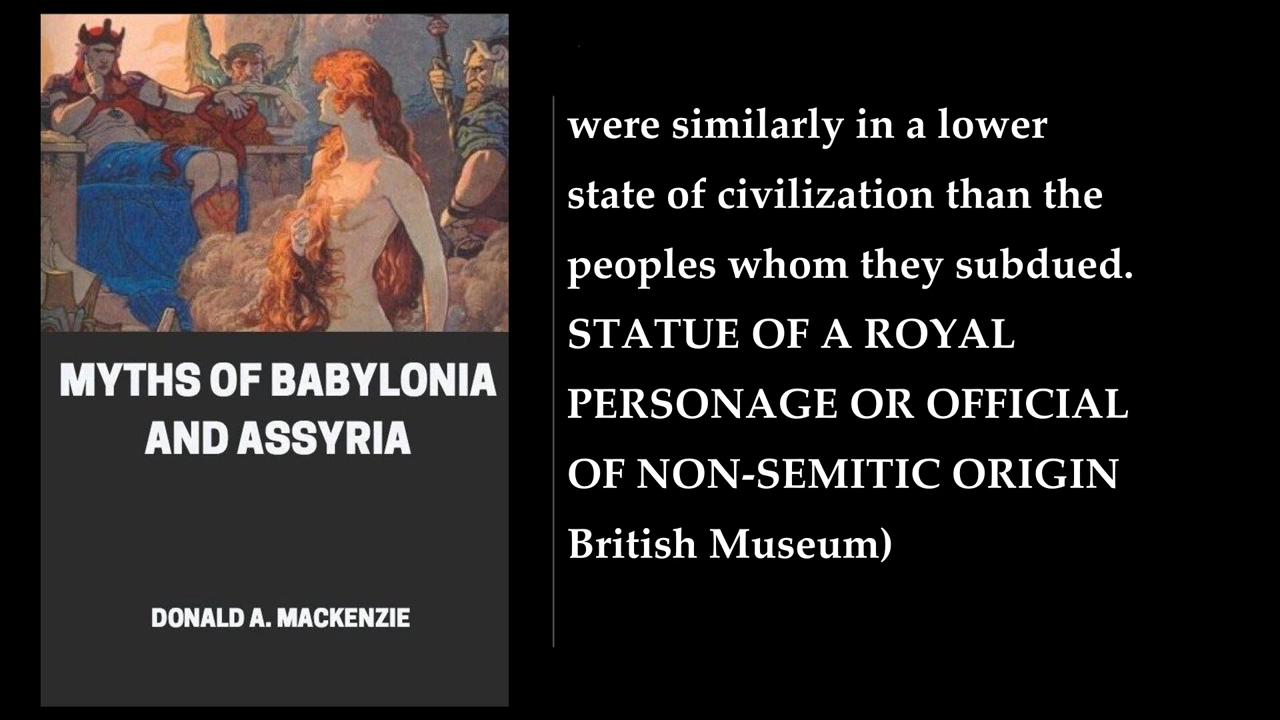 MYTHS OF BABYLONIA
AND ASSYRIA
DONALD A. MACKENZIE
were similarly in a lower
state of civilization than the
peoples whom they subdued.
STATUE OF A ROYAL
PERSONAGE OR OFFICIAL
OF NON-SEMITIC ORIGIN
British Museum)